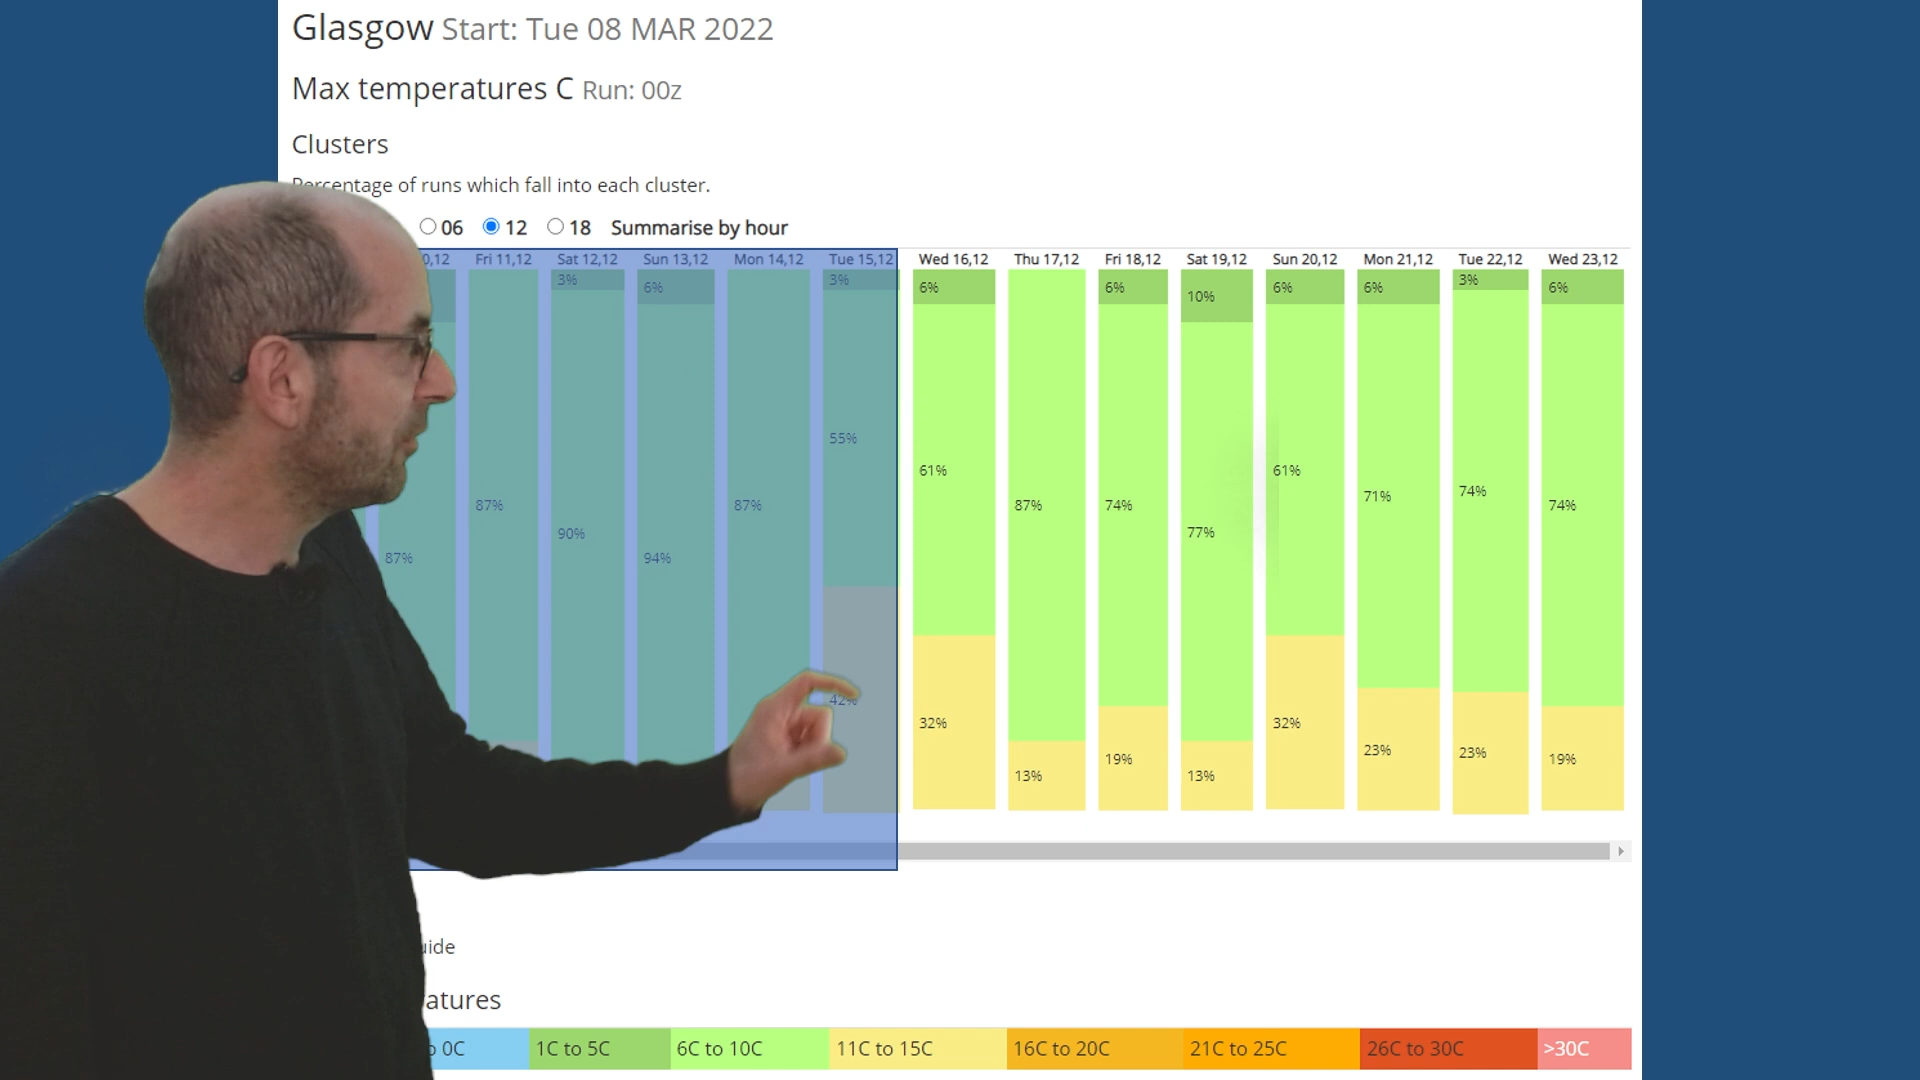 Glasgow Start: Tue 08 MAR 2022
Max temperatures C Run: 00z
Clusters
Percentage of runs which fall into each cluster.
06 12 18 Summarise by hour
0,12 Fri 11,12 Sat 12,12 Sun 13,12 Mon 14,12 Tue 15,12 Wed 16,12 Thu 17,12 Fri 18,12 Sat 19,12 Sun 20,12 Mon 21,12 Tue 22,12 Wed 23,12
3% 6% 3% 6% 6% 10% 6% 6% 3% 6%
87% 87% 90% 94% 87% 55% 61% 87% 74% 77% 61% 71% 74% 74%
42% 32% 13% 19% 13% 32% 23% 23% 19%
uide
atures
0C 1C to 5C 6C to 10C 11C to 15C 16C to 20C 21C to 25C 26C to 30C >30C